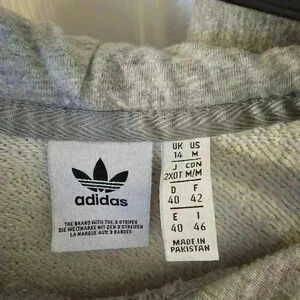 adidas
THE BRAND WITH THE 3 STRIPES
DIE WELTMARKE MIT DEN 3 STREIFEN
LA MARQUE AUX 3 BANDES
UK US
14 M
J CDN
2XOT M/M
D F
40 42
E I
40 46
MADE IN
PAKISTAN